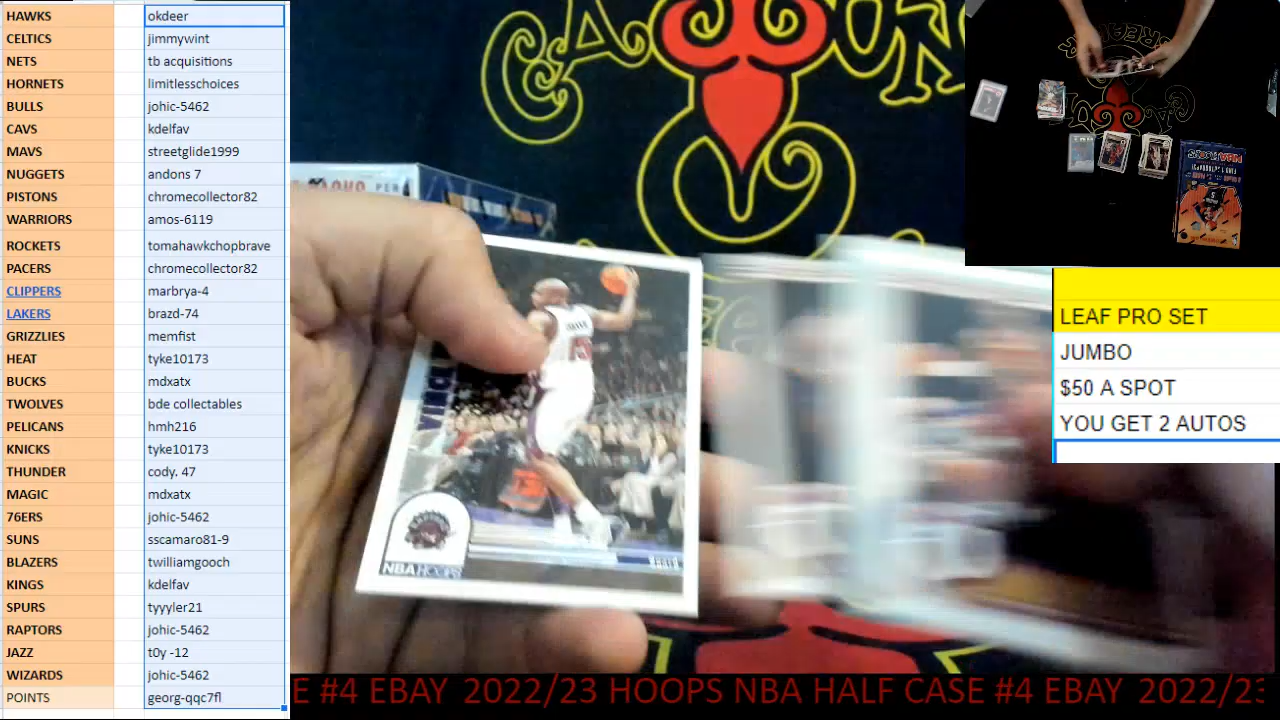 HAWKS okdeer
CELTICS jimmywint
NETS tb acquisitions
HORNETS limitlesschoices
BULLS johic-5462
CAVS kdelfav
MAVS streetglide1999
NUGGETS andons 7
PISTONS chromecollector82
WARRIORS amos-6119
ROCKETS tomahawkchopbrave
PACERS chromecollector82
CLIPPERS marbrya-4
LAKERS brazd-74
GRIZZLIES memfist
HEAT tyke10173
BUCKS mdxatx
TWOLVES bde collectables
PELICANS hmh216
KNICKS tyke10173
THUNDER cody. 47
MAGIC mdxatx
76ERS johic-5462
SUNS sscamaro81-9
BLAZERS twilliamgooch
KINGS kdelfav
SPURS tyyyler21
RAPTORS johic-5462
JAZZ t0y -12
WIZARDS johic-5462
POINTS georg-qqc7fl
NBA HOOPS
LEAF PRO SET
JUMBO
$50 A SPOT
YOU GET 2 AUTOS
E #4 EBAY 2022/23 HOOPS NBA HALF CASE #4 EBAY 2022/23